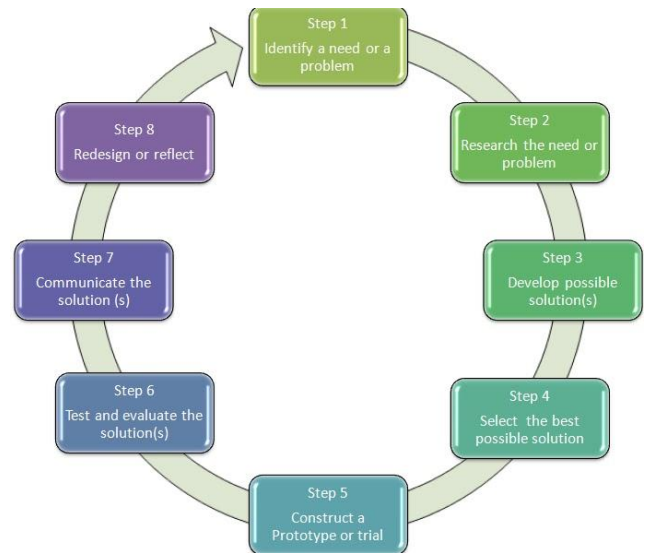 Step 1
Identify a need or a
problem
Step 2
Research the need or
problem
Step 3
Develop possible
solution(s)
Step 4
Select the best
possible solution
Step 5
Construct a
Prototype or trial
Step 6
Test and evaluate the
solution(s)
Step 7
Communicate the
solution (s)
Step 8
Redesign or reflect